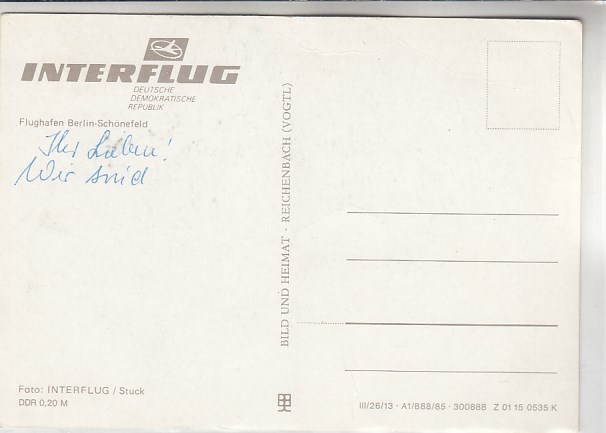 INTERFLUG
DEUTSCHE
DEMOKRATISCHE
REPUBLIK
Flughafen Berlin-Schönefeld
Ihr Lieben!
Wir sind
BILD UND HEIMAT · REICHENBACH (VOGTL)
Foto: INTERFLUG / Stuck
DDR 0,20 M
III/26/13 · A1/888/85 · 300888 Z 01 15 0535 K